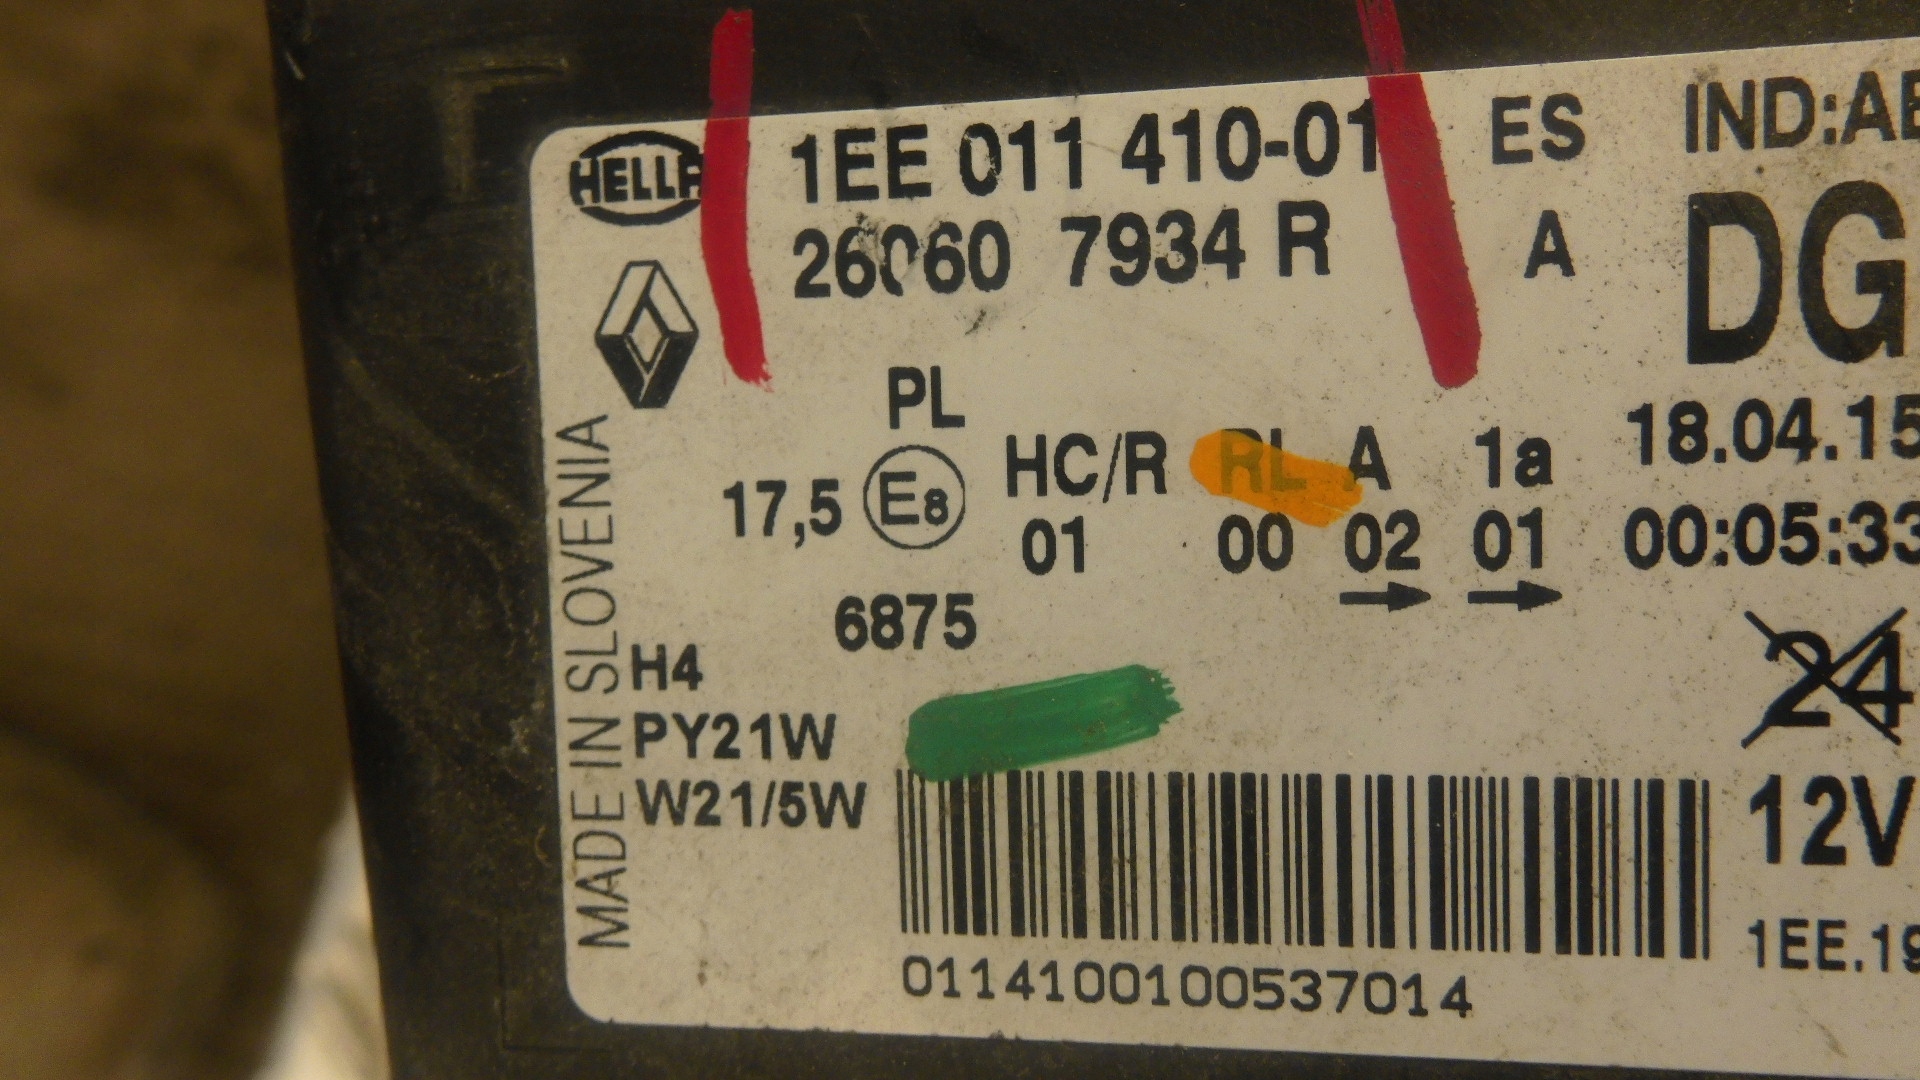 HELLA 1EE 011 410-01 ES IND:AE
26060 7934 R A DG
PL
17,5 E8 HC/R RL A 1a 18.04.15
01 00 02 01 00:05:33
6875
MADE IN SLOVENIA
H4
PY21W
W21/5W
24
12V
1EE.19
0114100100537014